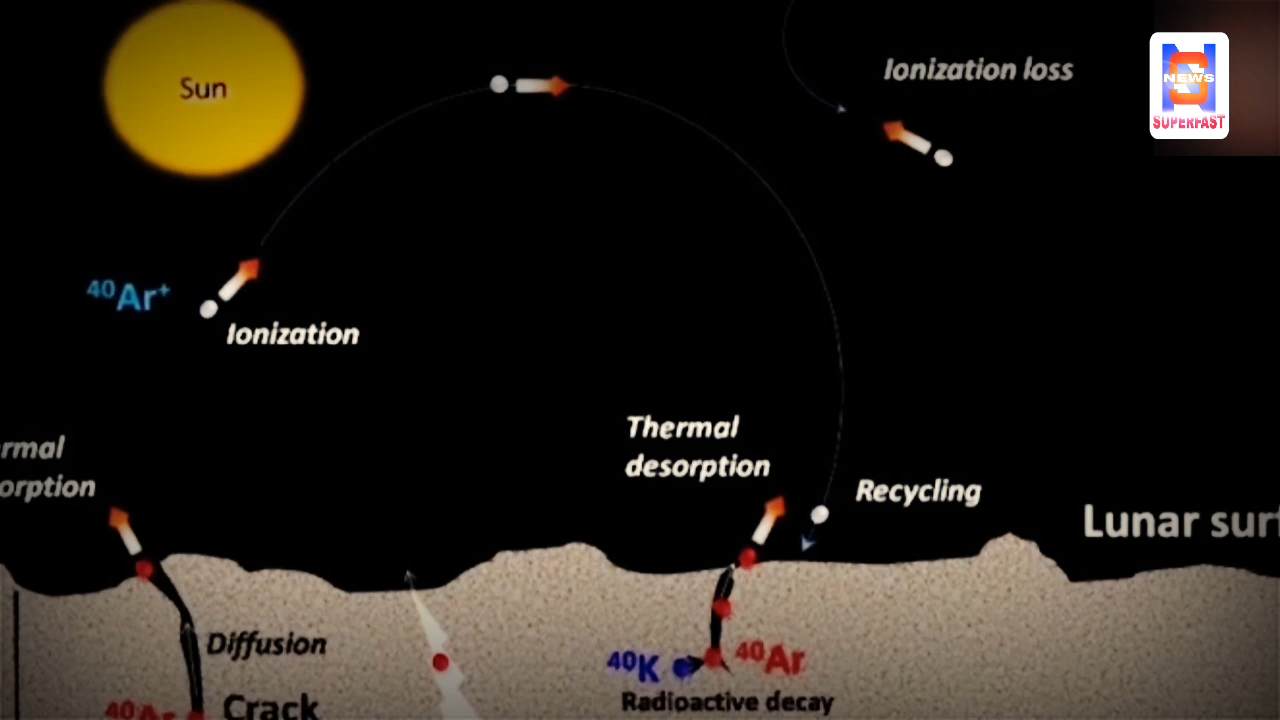 Sun
Ionization loss
NEWS
SUPERFAST
⁴⁰Ar⁺
Ionization
Thermal
desorption
rmal
orption
Recycling
Lunar surf
Diffusion
⁴⁰K
⁴⁰Ar
Radioactive decay
⁴⁰Ar
Crack